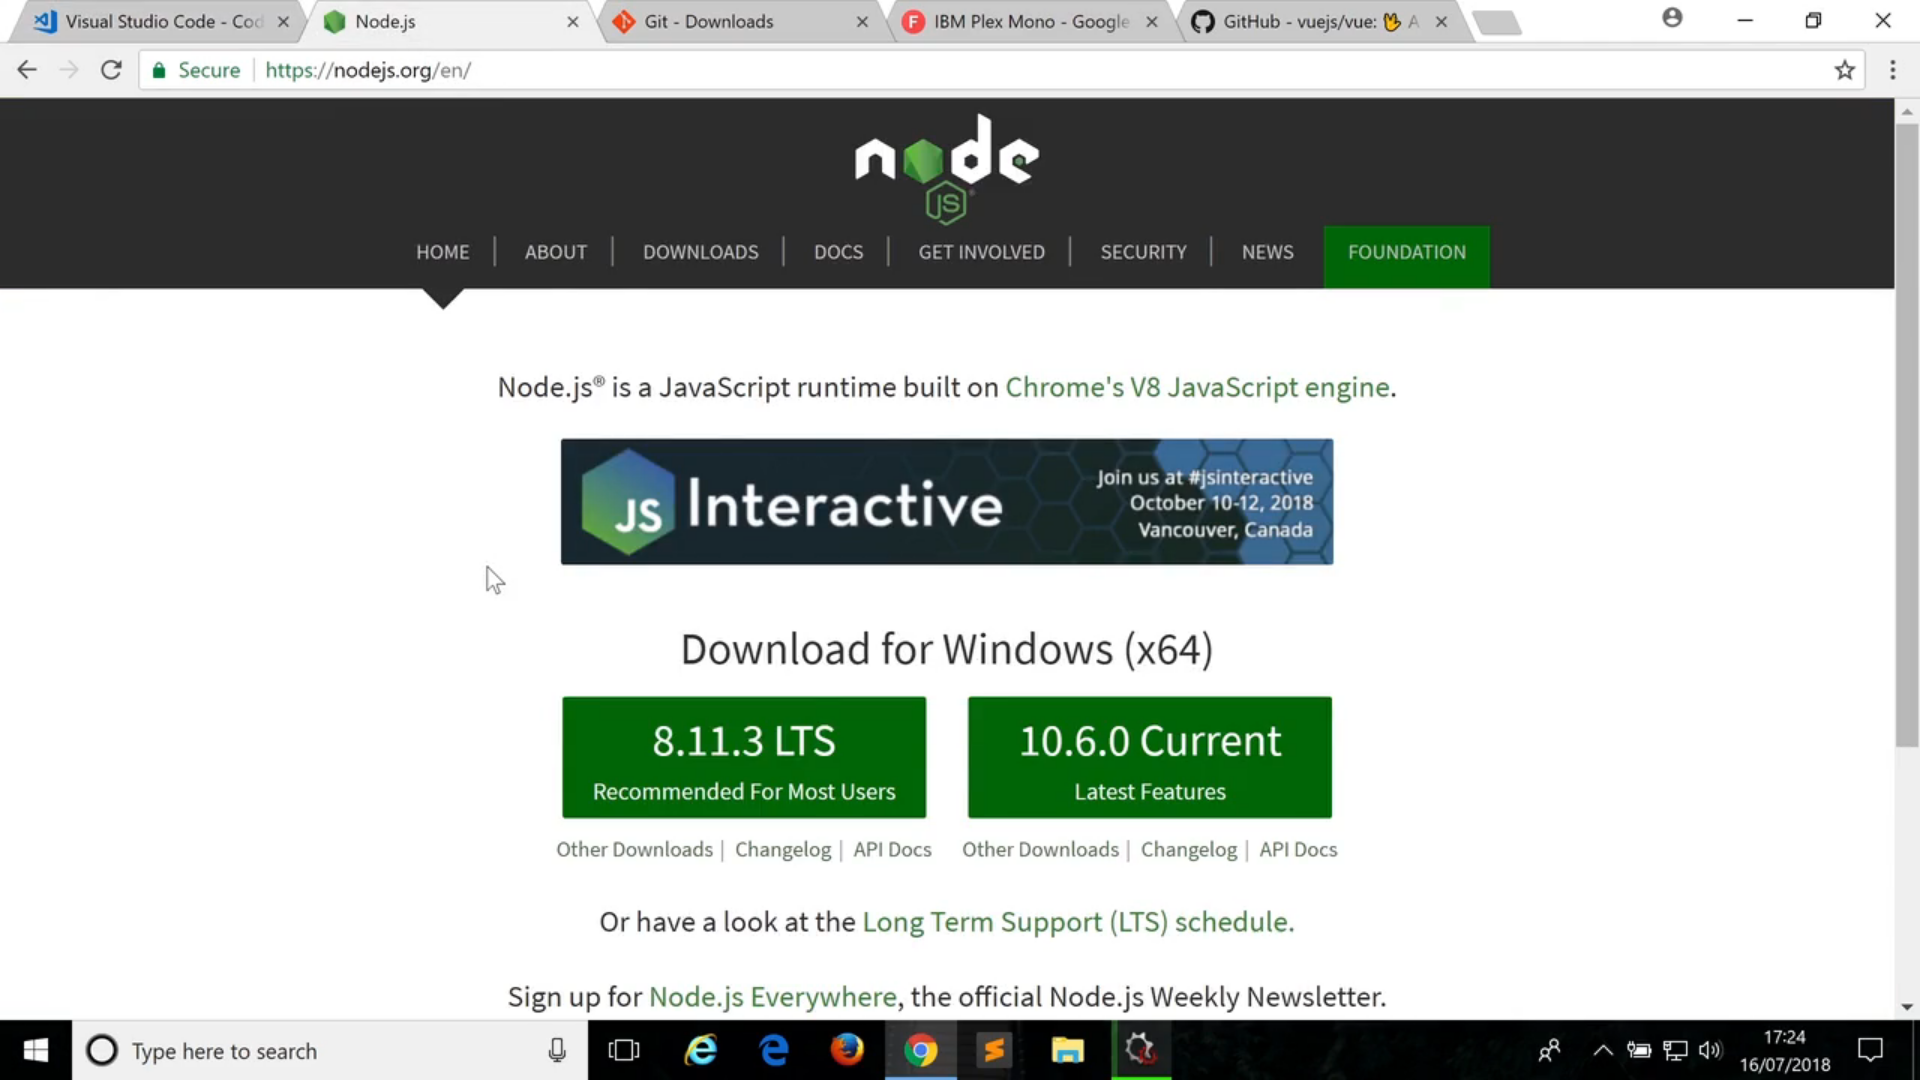 Visual Studio Code - Cod
Node.js
Git - Downloads
IBM Plex Mono - Google
GitHub - vuejs/vue: 🖖 A
Secure
https://nodejs.org/en/
node
JS
HOME
ABOUT
DOWNLOADS
DOCS
GET INVOLVED
SECURITY
NEWS
FOUNDATION
Node.js® is a JavaScript runtime built on Chrome's V8 JavaScript engine.
JS Interactive
Join us at #jsinteractive
October 10-12, 2018
Vancouver, Canada
Download for Windows (x64)
8.11.3 LTS
Recommended For Most Users
10.6.0 Current
Latest Features
Other Downloads | Changelog | API Docs
Other Downloads | Changelog | API Docs
Or have a look at the Long Term Support (LTS) schedule.
Sign up for Node.js Everywhere, the official Node.js Weekly Newsletter.
Type here to search
17:24
16/07/2018